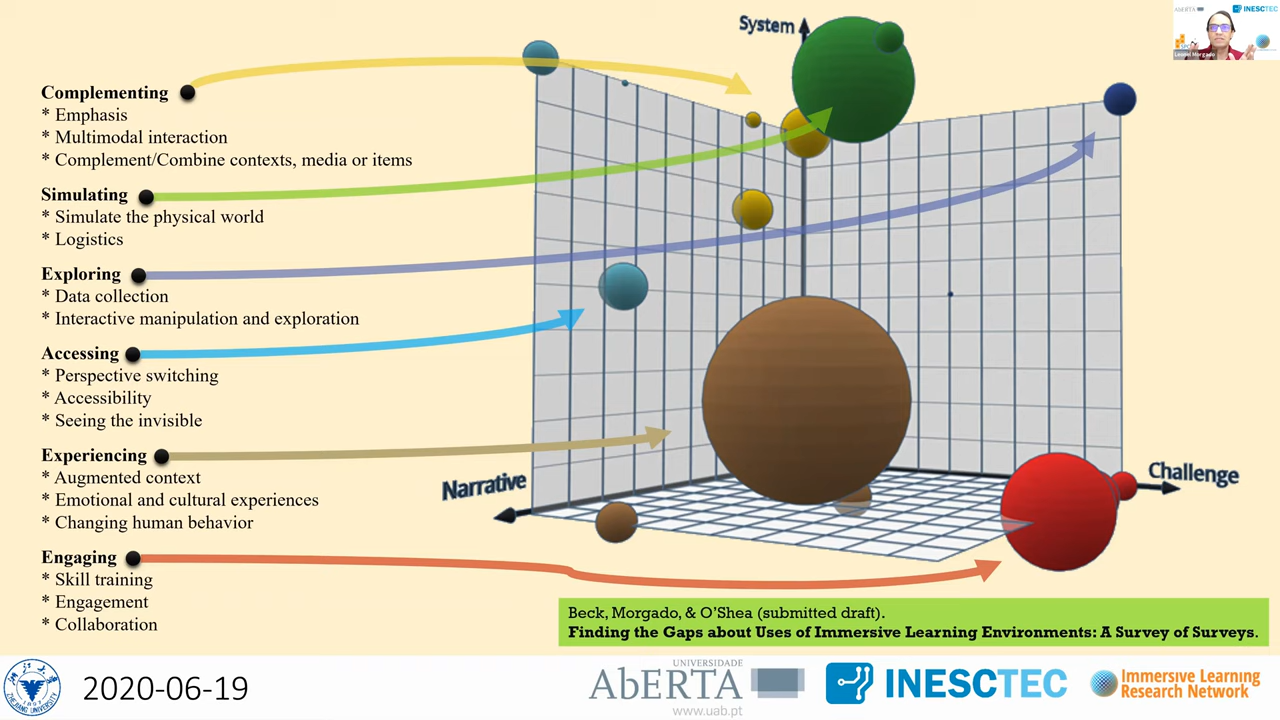 System
ABERTA
INESCTEC
Leonel Morgado
Complementing
* Emphasis
* Multimodal interaction
* Complement/Combine contexts, media or items
Simulating
* Simulate the physical world
* Logistics
Exploring
* Data collection
* Interactive manipulation and exploration
Accessing
* Perspective switching
* Accessibility
* Seeing the invisible
Experiencing
* Augmented context
* Emotional and cultural experiences
* Changing human behavior
Engaging
* Skill training
* Engagement
* Collaboration
Narrative
Challenge
Beck, Morgado, & O’Shea (submitted draft).
Finding the Gaps about Uses of Immersive Learning Environments: A Survey of Surveys.
2020-06-19
UNIVERSIDADE
AbERTA
www.uab.pt
INESCTEC
Immersive Learning
Research Network